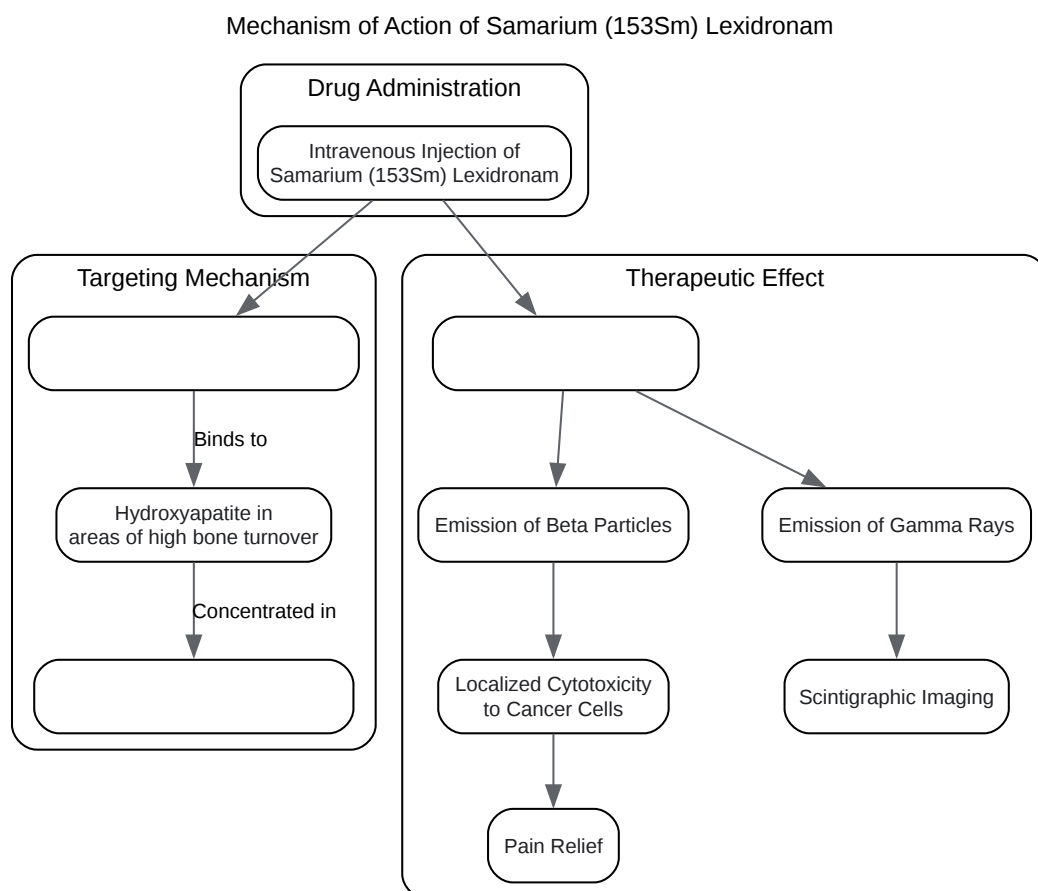 Mechanism of Action of Samarium (153Sm) Lexidronam
Drug Administration
Intravenous Injection of
Samarium (153Sm) Lexidronam
Targeting Mechanism
Binds to
Hydroxyapatite in
areas of high bone turnover
Concentrated in
Therapeutic Effect
Emission of Beta Particles
Emission of Gamma Rays
Localized Cytotoxicity
to Cancer Cells
Scintigraphic Imaging
Pain Relief